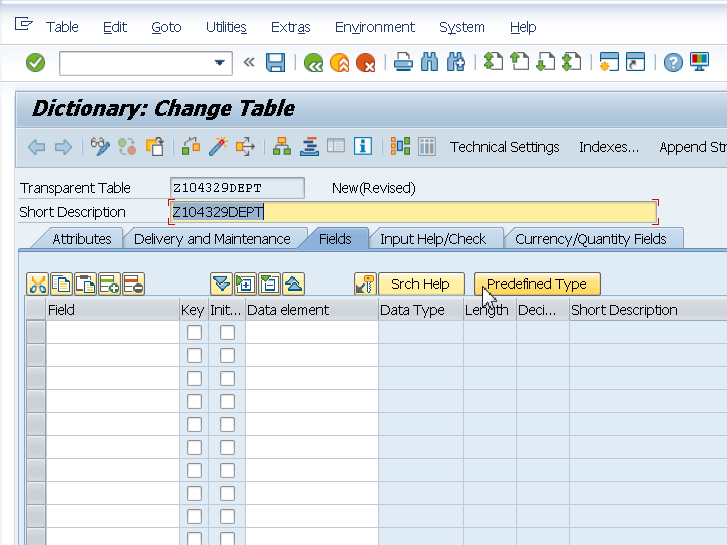 Table Edit Goto Utilities Extras Environment System Help
Dictionary: Change Table
Technical Settings Indexes... Append Str
Transparent Table Z104329DEPT New(Revised)
Short Description Z104329DEPT
Attributes Delivery and Maintenance Fields Input Help/Check Currency/Quantity Fields
Srch Help Predefined Type
Field Key Init... Data element Data Type Length Deci... Short Description